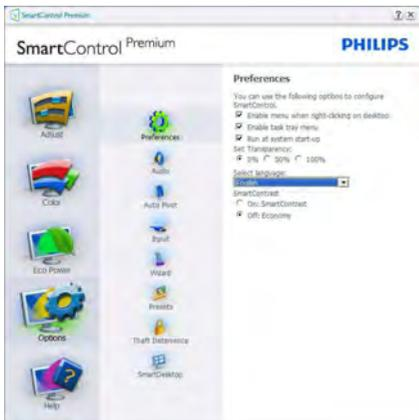 SmartControl Premium
? ×
SmartControl Premium
PHILIPS
Adjust
Color
Eco Power
Options
Help
Preferences
Audio
Auto Pivot
Input
Wizard
Presets
Theft Deterrence
SmartDesktop
Preferences
You can use the following options to configure
SmartControl.
Enable menu when right-clicking on desktop
Enable task tray menu
Run at system start-up
Set Transparency:
0% 50% 100%
Select language:
English
SmartContrast
On: SmartContrast
Off: Economy